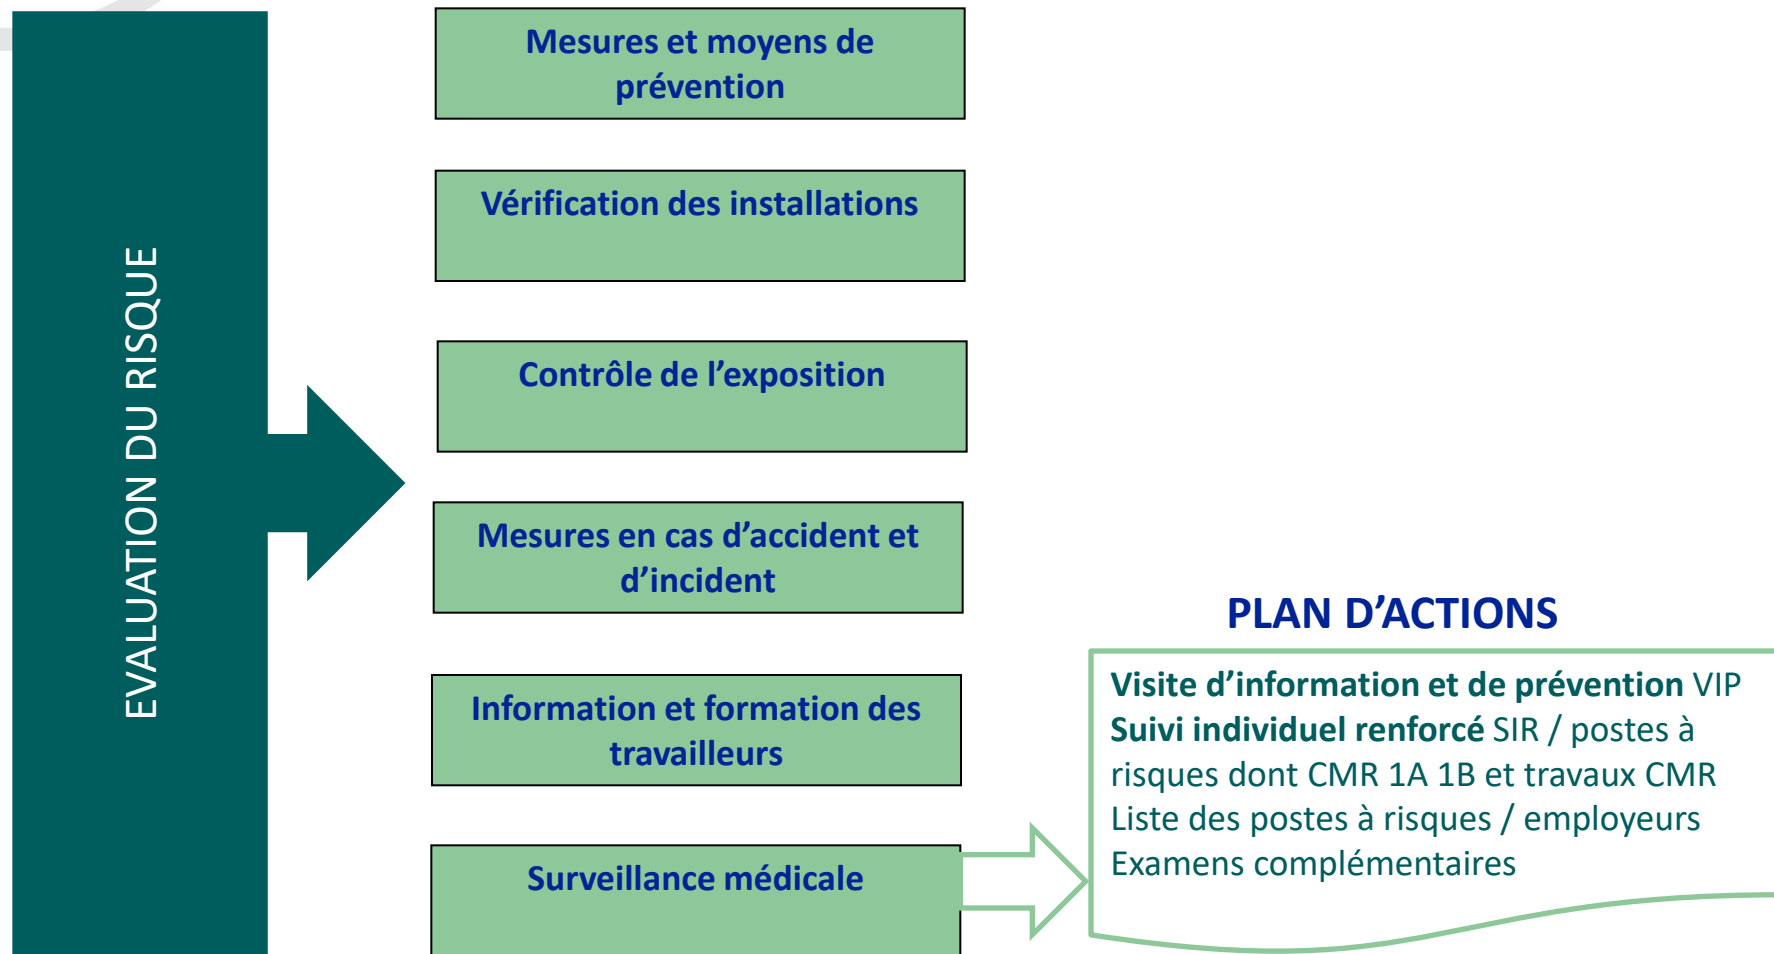 EVALUATION DU RISQUE
Mesures et moyens de
prévention
Vérification des installations
Contrôle de l’exposition
Mesures en cas d’accident et
d’incident
Information et formation des
travailleurs
Surveillance médicale
PLAN D’ACTIONS
Visite d’information et de prévention VIP
Suivi individuel renforcé SIR / postes à
risques dont CMR 1A 1B et travaux CMR
Liste des postes à risques / employeurs
Examens complémentaires